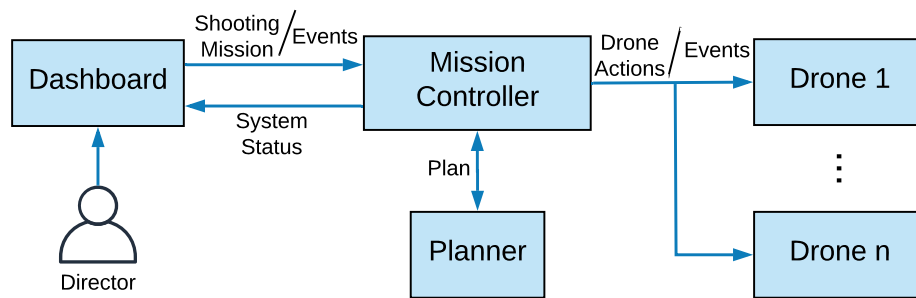 Shooting
Mission / Events
Dashboard
System
Status
Director
Mission
Controller
Plan
Planner
Drone
Actions / Events
Drone 1
⋮
Drone n